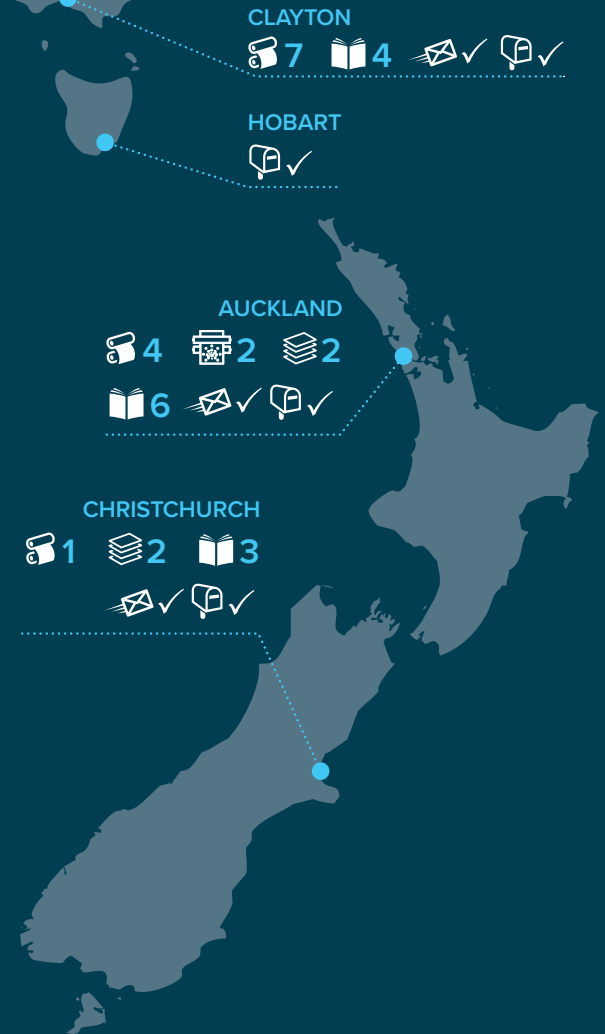 CLAYTON
7 4
HOBART
AUCKLAND
4 2 2
6
CHRISTCHURCH
1 2 3